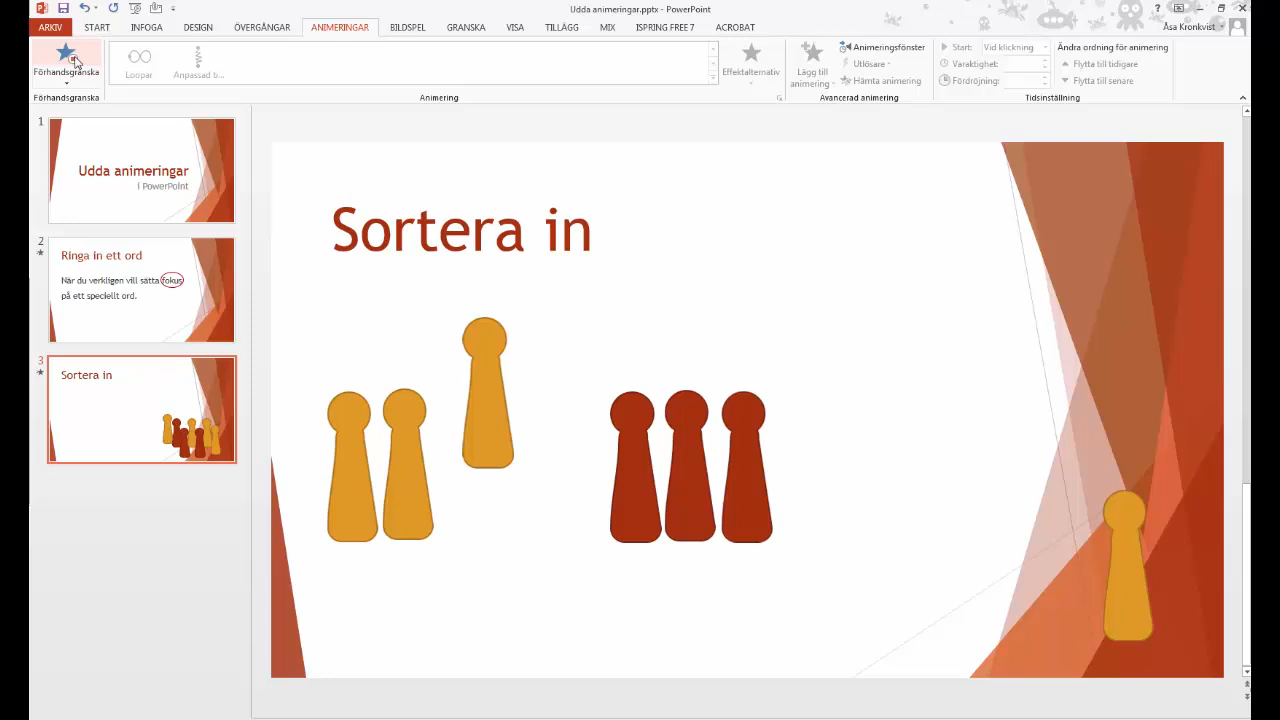 Udda animeringar.pptx - PowerPoint
?
Åsa Kronkvist
ARKIV START INFOGA DESIGN ÖVERGÅNGAR ANIMERINGAR BILDSPEL GRANSKA VISA TILLÄGG MIX ISPRING FREE 7 ACROBAT
Förhandsgranska
Förhandsgranska
Loopar
Anpassad b...
Animering
Effektalternativ
Lägg till
animering
Animeringsfönster
Utlösare
Hämta animering
Avancerad animering
Start: Vid klickning
Varaktighet:
Fördröjning:
Ändra ordning för animering
Flytta till tidigare
Flytta till senare
Tidsinställning
1
Udda animeringar
i PowerPoint
2
Ringa in ett ord
När du verkligen vill sätta fokus
på ett speciellt ord.
3
Sortera in
Sortera in